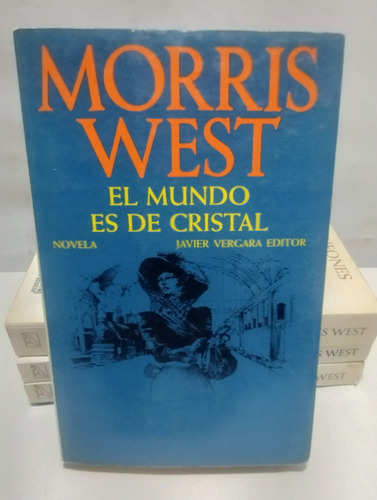 MORRIS
WEST
EL MUNDO
ES DE CRISTAL
NOVELA
JAVIER VERGARA EDITOR
WEST
WEST
WEST